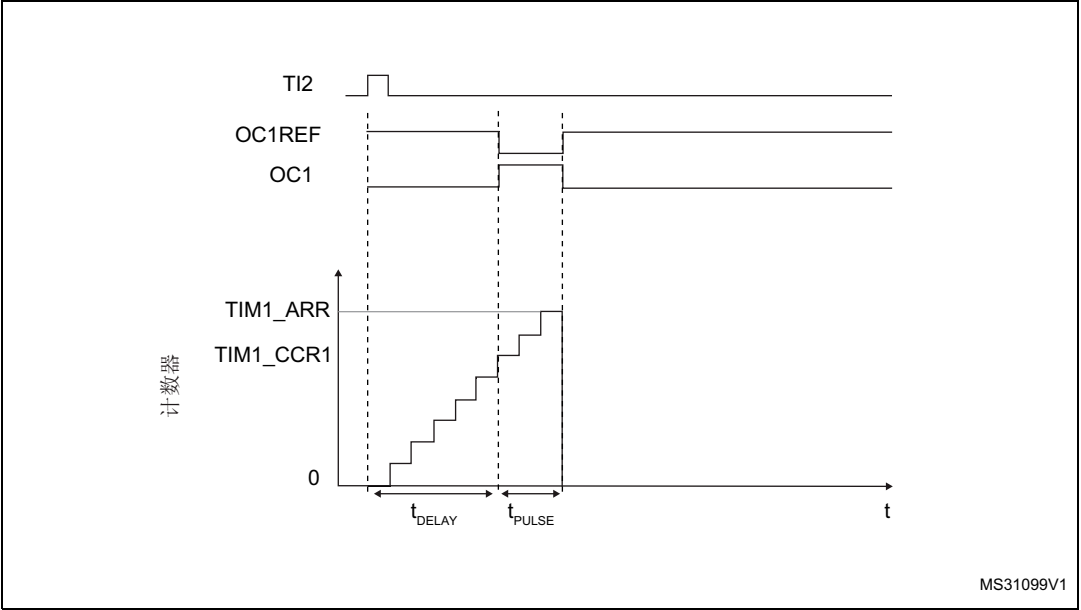 TI2
OC1REF
OC1
TIM1_ARR
TIM1_CCR1
计数器
0
tDELAY
tPULSE
t
MS31099V1